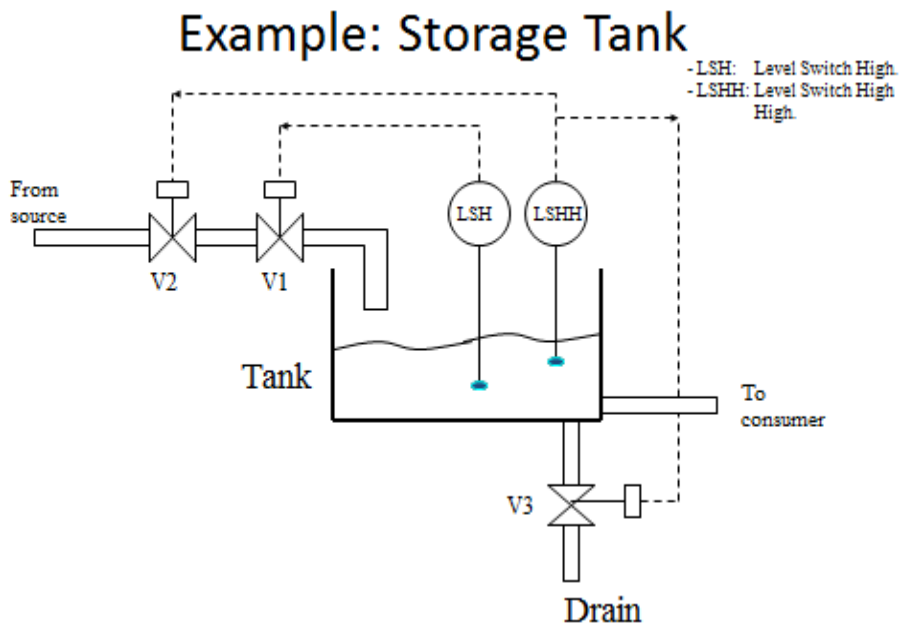 Example: Storage Tank
- LSH: Level Switch High.
- LSHH: Level Switch High
High.
From
source
LSH
LSHH
V2
V1
Tank
To
consumer
V3
Drain